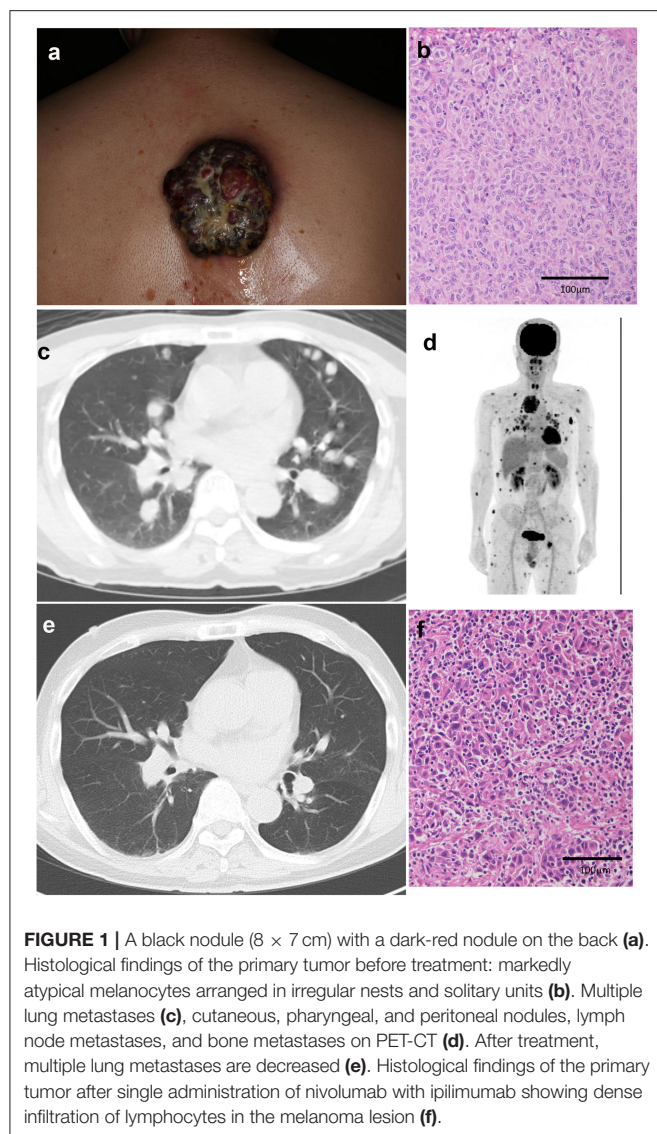 a
b
100μm
c
d
e
f
100μm
FIGURE 1 | A black nodule (8 × 7 cm) with a dark-red nodule on the back (a).
Histological findings of the primary tumor before treatment: markedly
atypical melanocytes arranged in irregular nests and solitary units (b). Multiple
lung metastases (c), cutaneous, pharyngeal, and peritoneal nodules, lymph
node metastases, and bone metastases on PET-CT (d). After treatment,
multiple lung metastases are decreased (e). Histological findings of the primary
tumor after single administration of nivolumab with ipilimumab showing dense
infiltration of lymphocytes in the melanoma lesion (f).